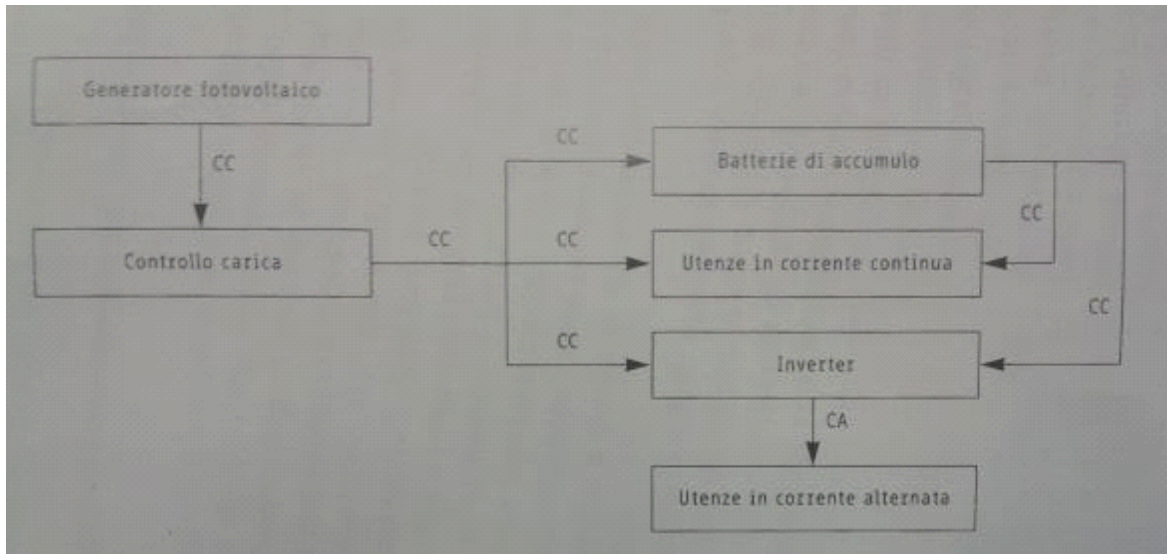 Generatore fotovoltaico
CC
CC
Batterie di accumulo
CC
Controllo carica
CC
CC
Utenze in corrente continua
CC
CC
Inverter
CA
Utenze in corrente alternata